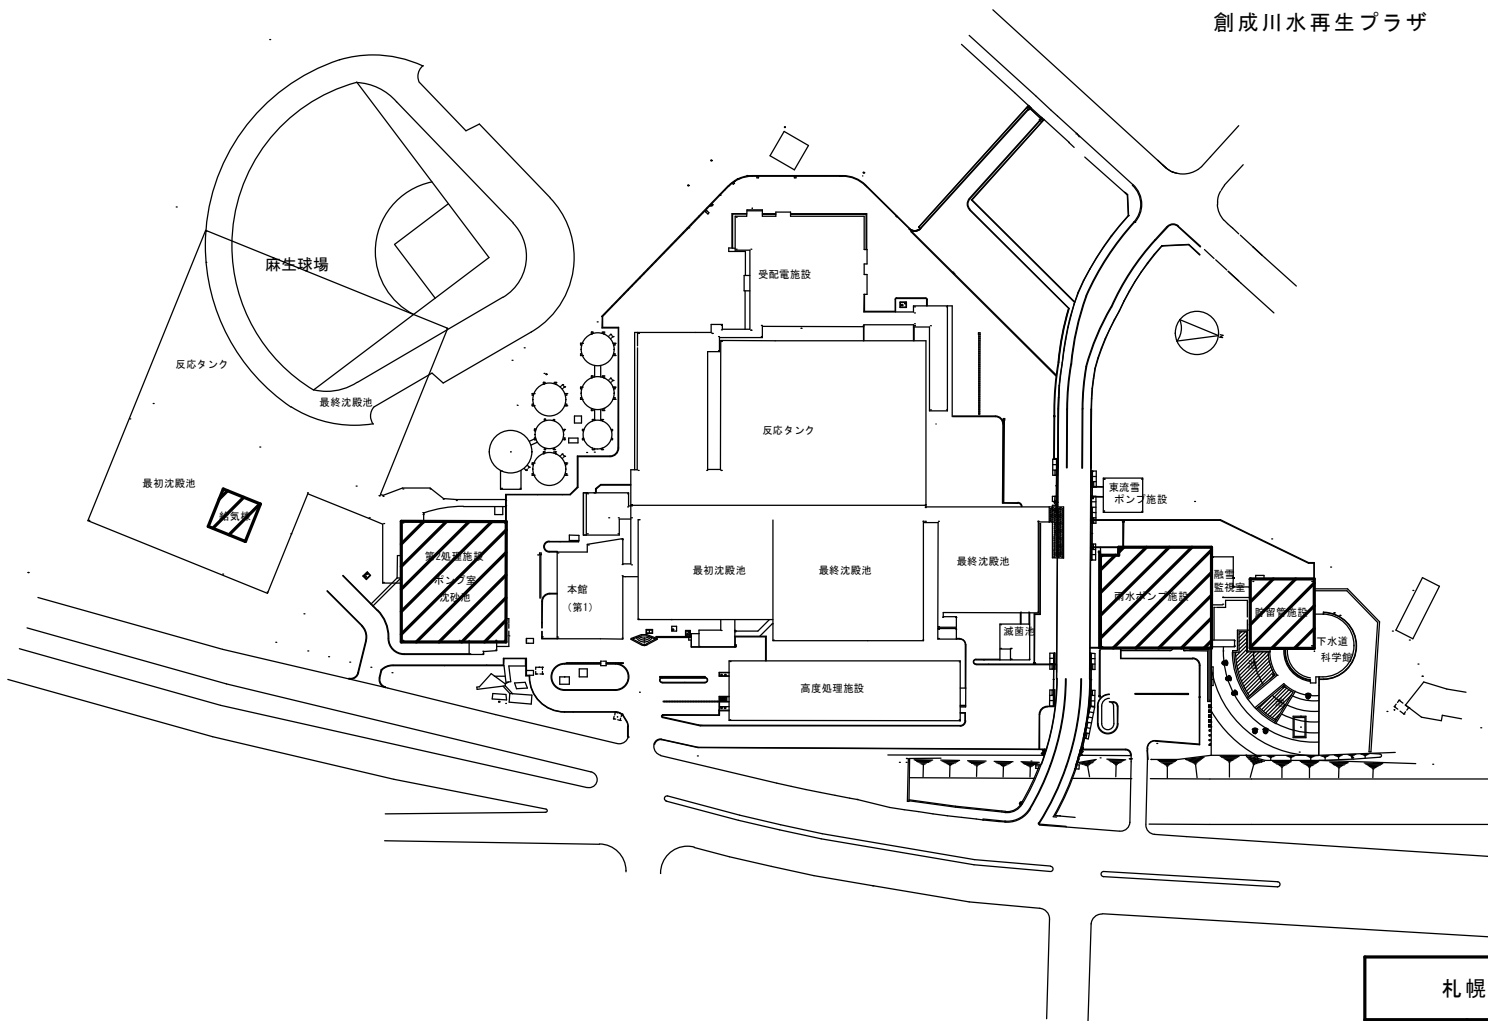 創成川水再生プラザ
麻生球場
受配電施設
反応タンク
最終沈殿池
反応タンク
最初沈殿池
給気棟
東流雪
ポンプ施設
第2処理施設
ポンプ室
沈砂池
本館
(第1)
最初沈殿池
最終沈殿池
最終沈殿池
雨水ポンプ施設
融雪
監視室
貯留管施設
滅菌池
下水道
科学館
高度処理施設
札幌